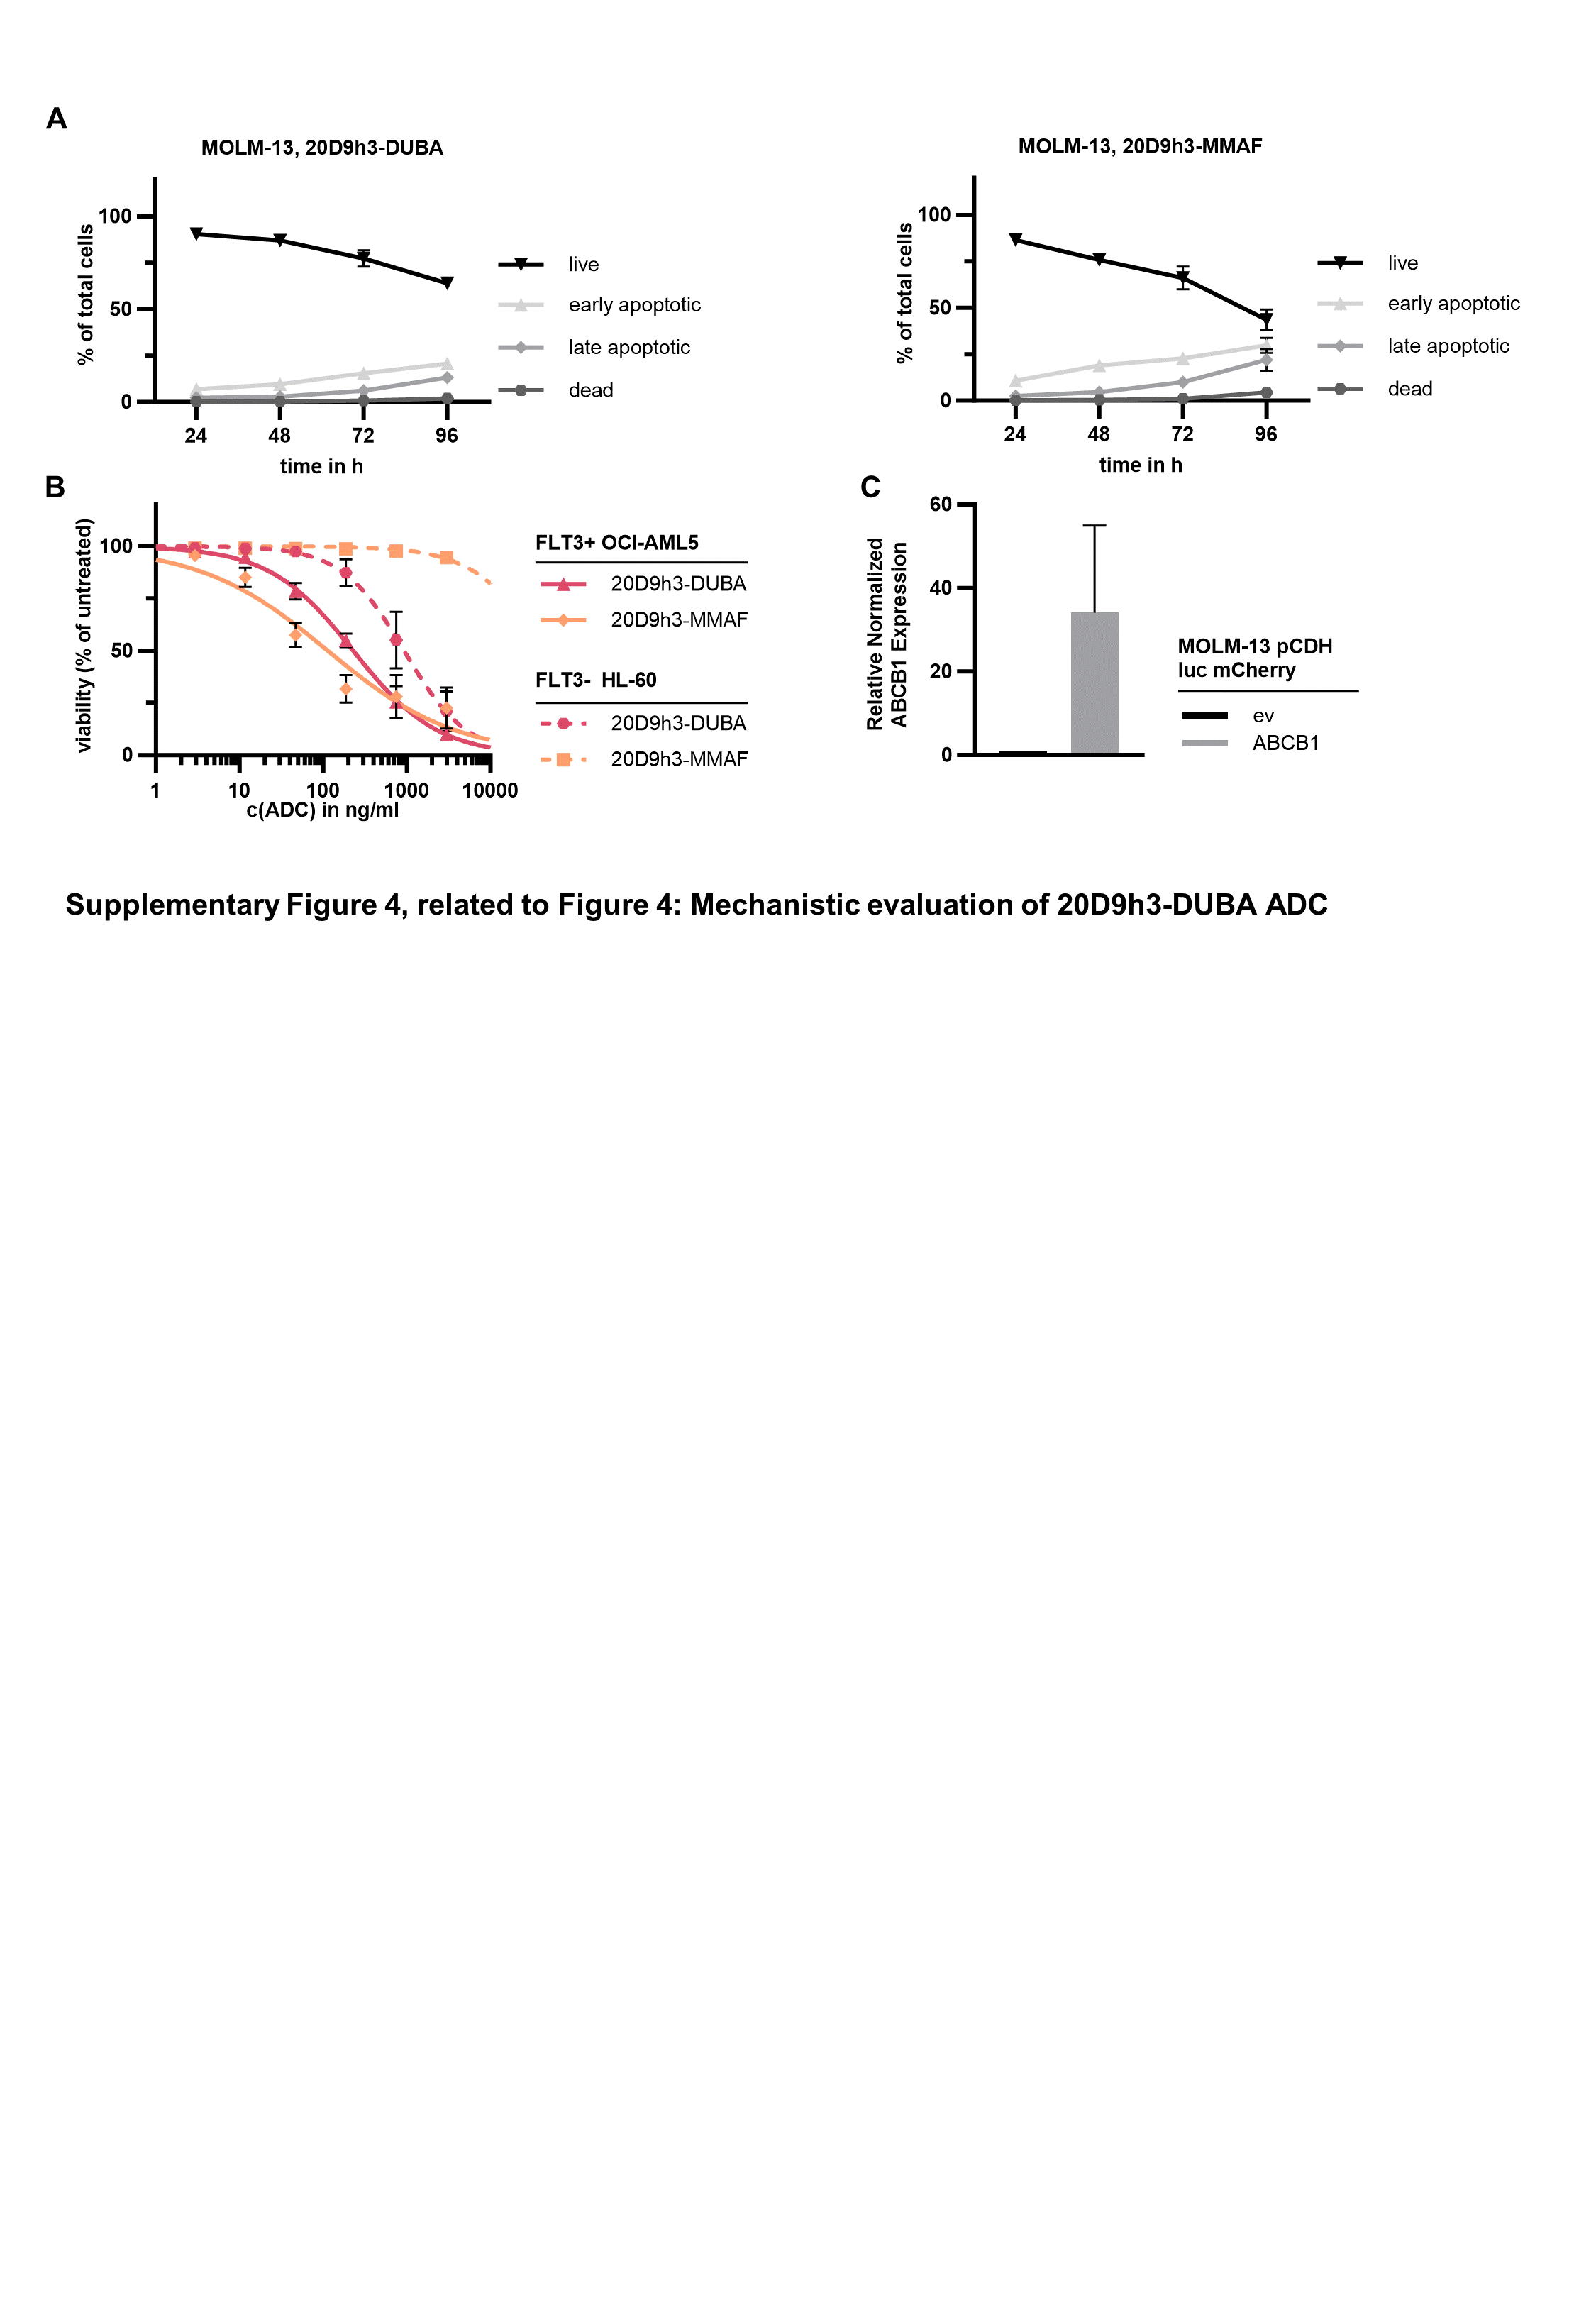 A
MOLM-13, 20D9h3-DUBA
% of total cells
100
50
0
24 48 72 96
time in h
live
early apoptotic
late apoptotic
dead
MOLM-13, 20D9h3-MMAF
% of total cells
100
50
0
24 48 72 96
time in h
live
early apoptotic
late apoptotic
dead
B
viability (% of untreated)
100
50
0
1 10 100 1000 10000
c(ADC) in ng/ml
FLT3+ OCI-AML5
20D9h3-DUBA
20D9h3-MMAF
FLT3- HL-60
20D9h3-DUBA
20D9h3-MMAF
C
Relative Normalized
ABCB1 Expression
60
40
20
0
MOLM-13 pCDH
luc mCherry
ev
ABCB1
Supplementary Figure 4, related to Figure 4: Mechanistic evaluation of 20D9h3-DUBA ADC